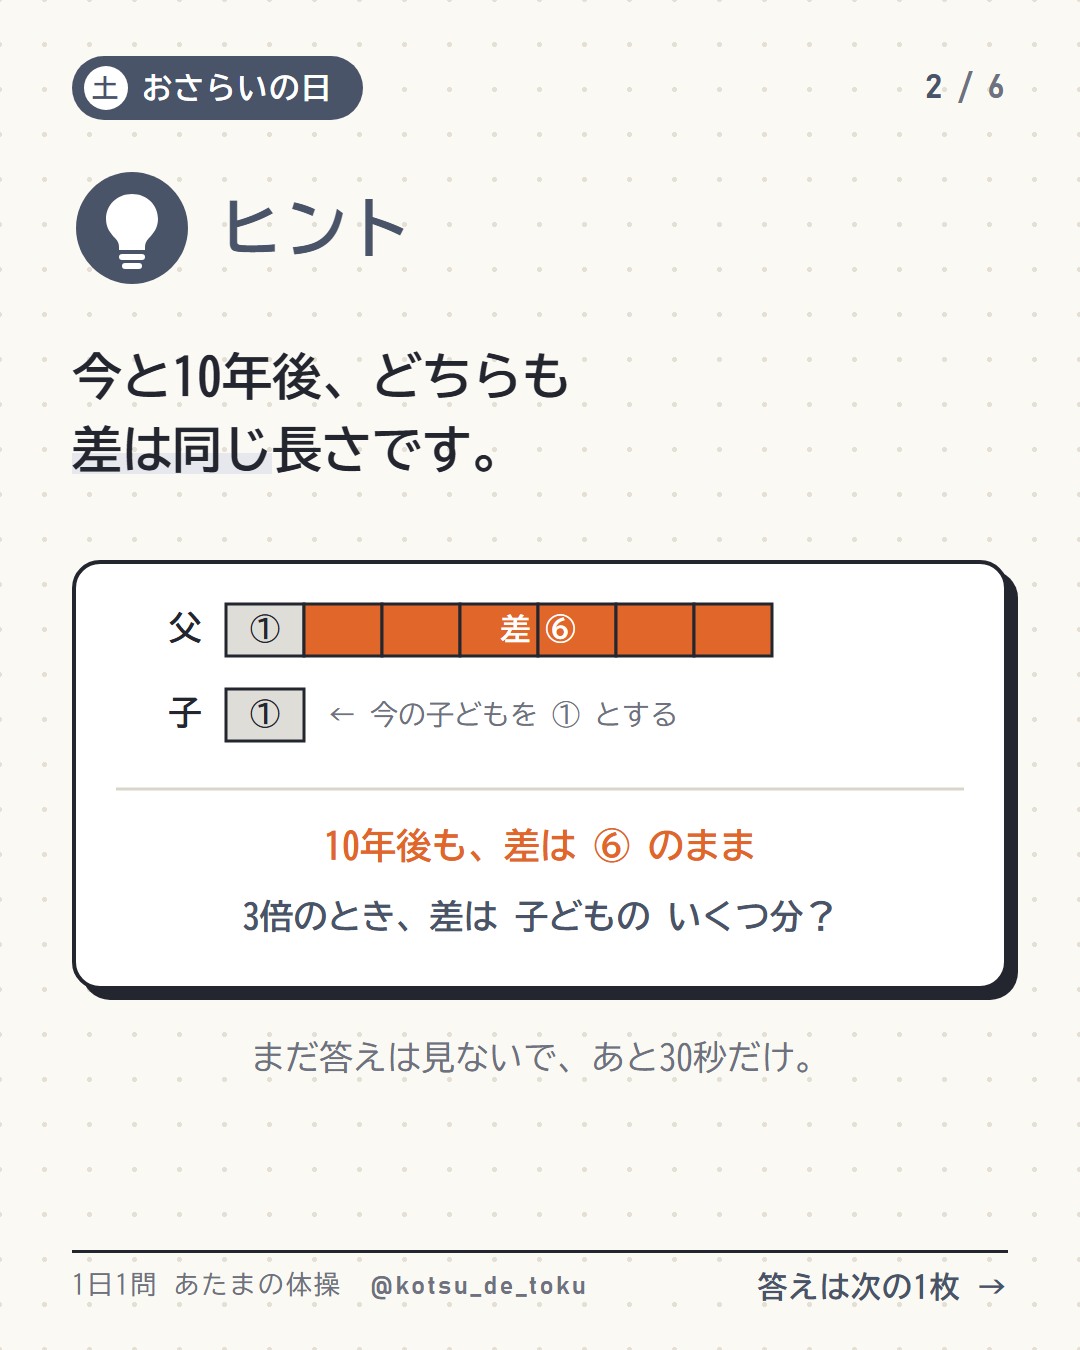 土 おさらいの日
2 / 6
ヒント
今と10年後、どちらも
差は同じ長さです。
父 ① 差 ⑥
子 ① ← 今の子どもを ① とする
10年後も、差は ⑥ のまま
3倍のとき、差は 子どもの いくつ分？
まだ答えは見ないで、あと30秒だけ。
1日1問 あたまの体操 @kotsu_de_toku
答えは次の1枚 →